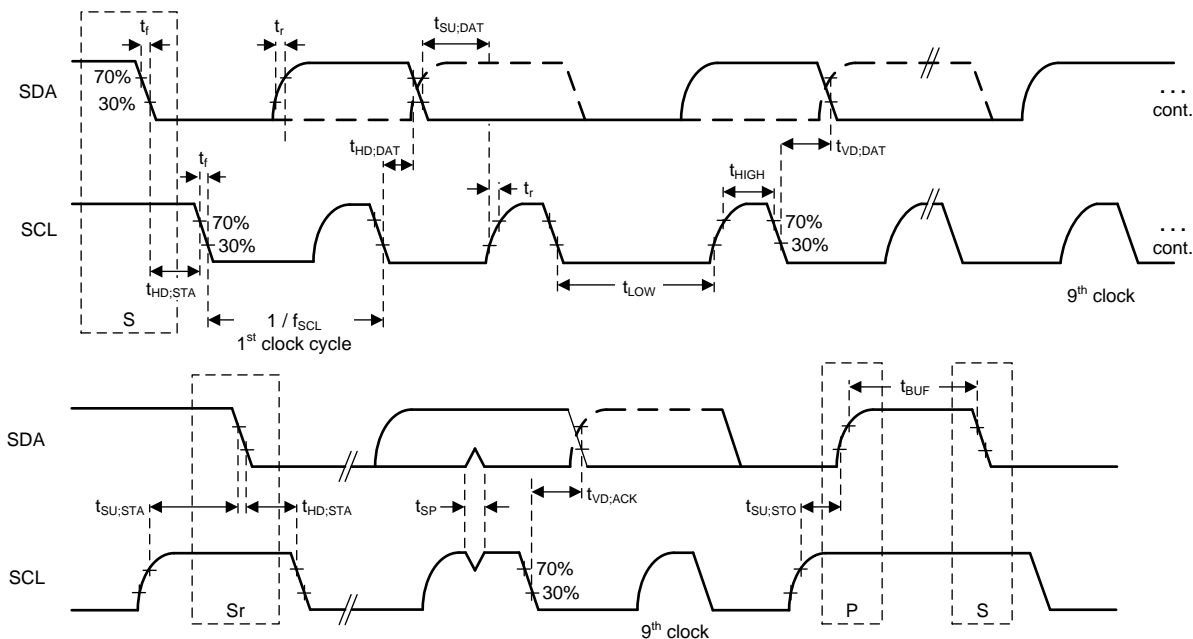 tf
tr
tSU;DAT
70%
30%
SDA
. . .
cont.
tHD;DAT
tVD;DAT
tf
tr
tHIGH
70%
30%
70%
30%
SCL
. . .
cont.
tHD;STA
tLOW
S
1 / fSCL
1st clock cycle
9th clock
tBUF
SDA
tSU;STA
tHD;STA
tSP
tVD;ACK
tSU;STO
70%
30%
SCL
Sr
P
S
9th clock